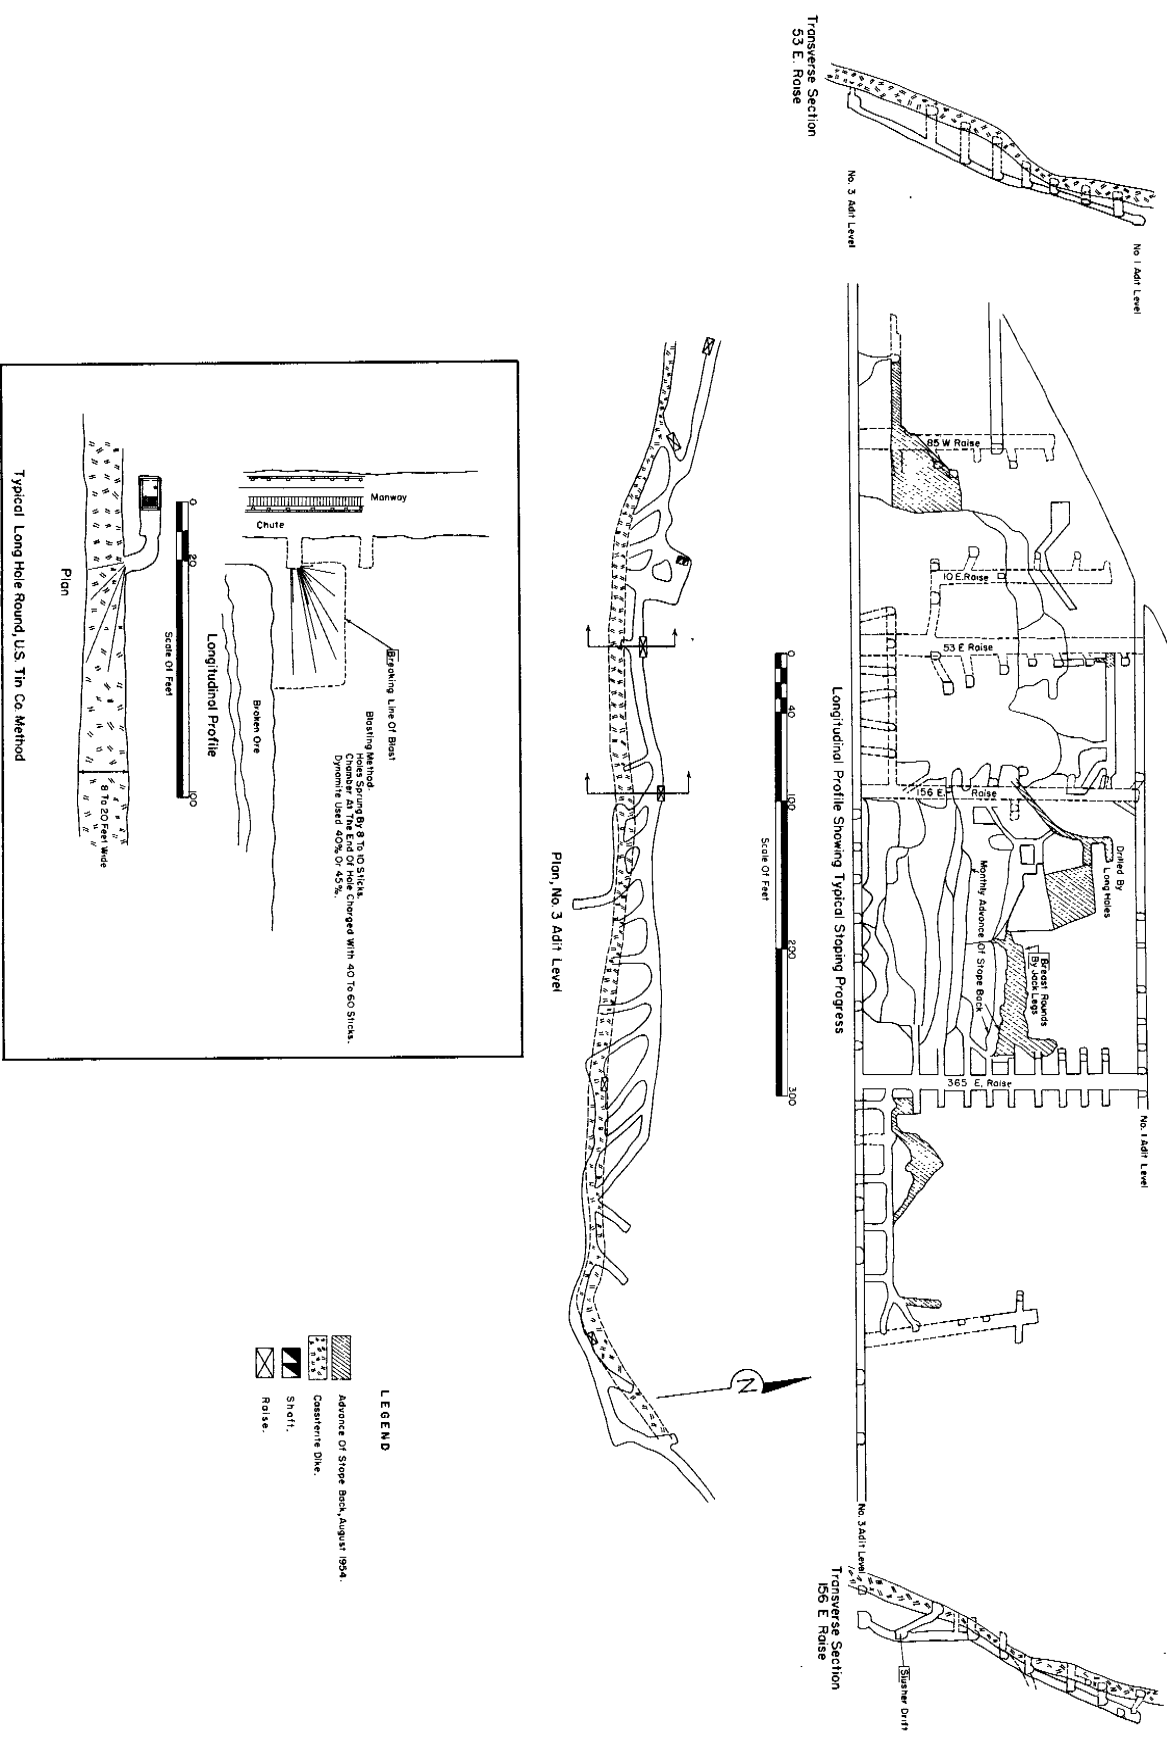 Transverse Section
53 E. Raise
No. 3 Adit Level
No 1 Adit Level
85 W Raise
10 E. Raise
53 E Raise
156 E.
Raise
Drilled By
Long Holes
Monthly Advance Of Stope Back
Breast Rounds
By Jack Legs
365 E. Raise
No. 1 Adit Level
No. 3 Adit Level
Transverse Section
156 E Raise
Slusher Drift
Longitudinal Profile Showing Typical Stoping Progress
0 40 100 200 300
Scale Of Feet
Plan, No. 3 Adit Level
N
Manway
Chute
Breaking Line Of Blast
Blasting Method:
Holes Sprung By 8 To 10 Sticks.
Chamber At The End Of Hole Charged With 40 To 60 Sticks.
Dynamite Used 40% Or 45%.
Broken Ore
Longitudinal Profile
0 20 100
Scale Of Feet
Plan
8 To 20 Feet Wide
Typical Long Hole Round, U.S. Tin Co. Method
LEGEND
Advance Of Stope Back, August 1954.
Cassiterite Dike.
Shaft.
Raise.